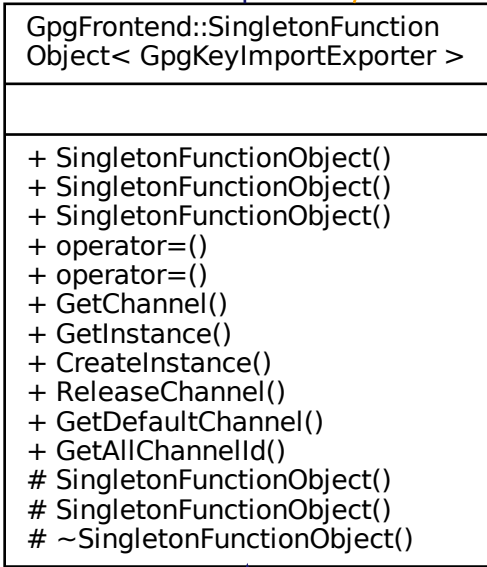 GpgFrontend::SingletonFunction
Object< GpgKeyImportExporter >
+ SingletonFunctionObject()
+ SingletonFunctionObject()
+ SingletonFunctionObject()
+ operator=()
+ operator=()
+ GetChannel()
+ GetInstance()
+ CreateInstance()
+ ReleaseChannel()
+ GetDefaultChannel()
+ GetAllChannelId()
# SingletonFunctionObject()
# SingletonFunctionObject()
# ~SingletonFunctionObject()